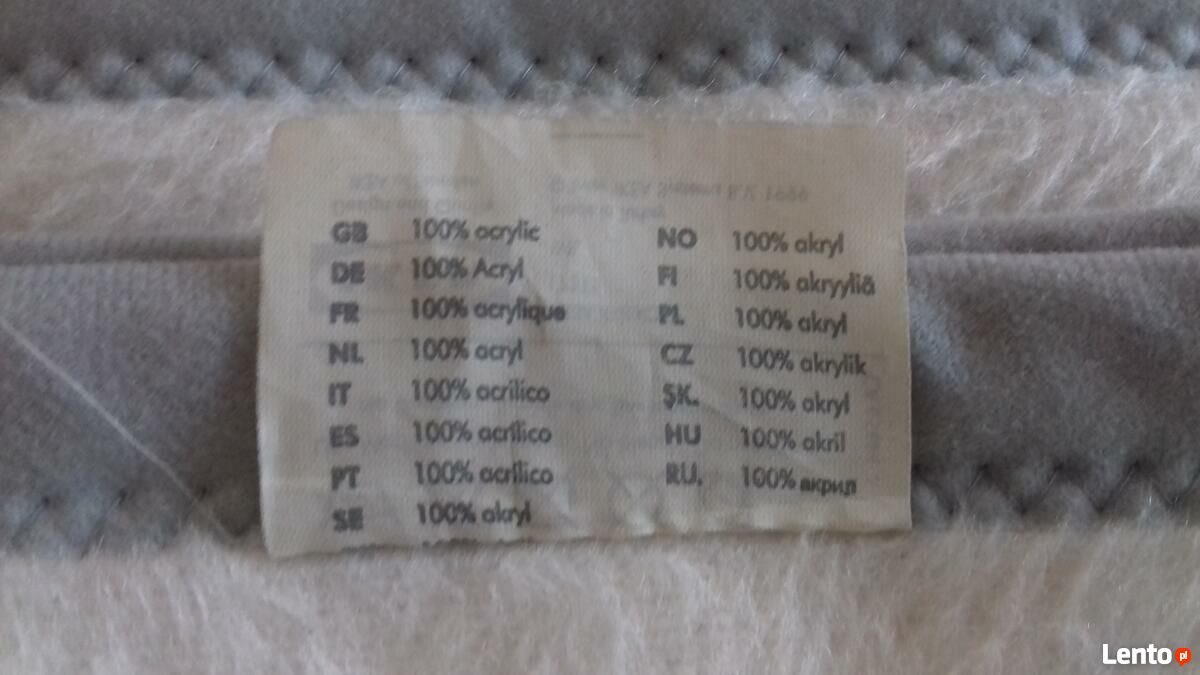 GB 100% acrylic
DE 100% Acryl
FR 100% acrylique
NL 100% acryl
IT 100% acrilico
ES 100% acrílico
PT 100% acrílico
SE 100% akryl
NO 100% akryl
FI 100% akryyliä
PL 100% akryl
CZ 100% akrylik
SK. 100% akryl
HU 100% akril
RU. 100% акрил
Lento pl